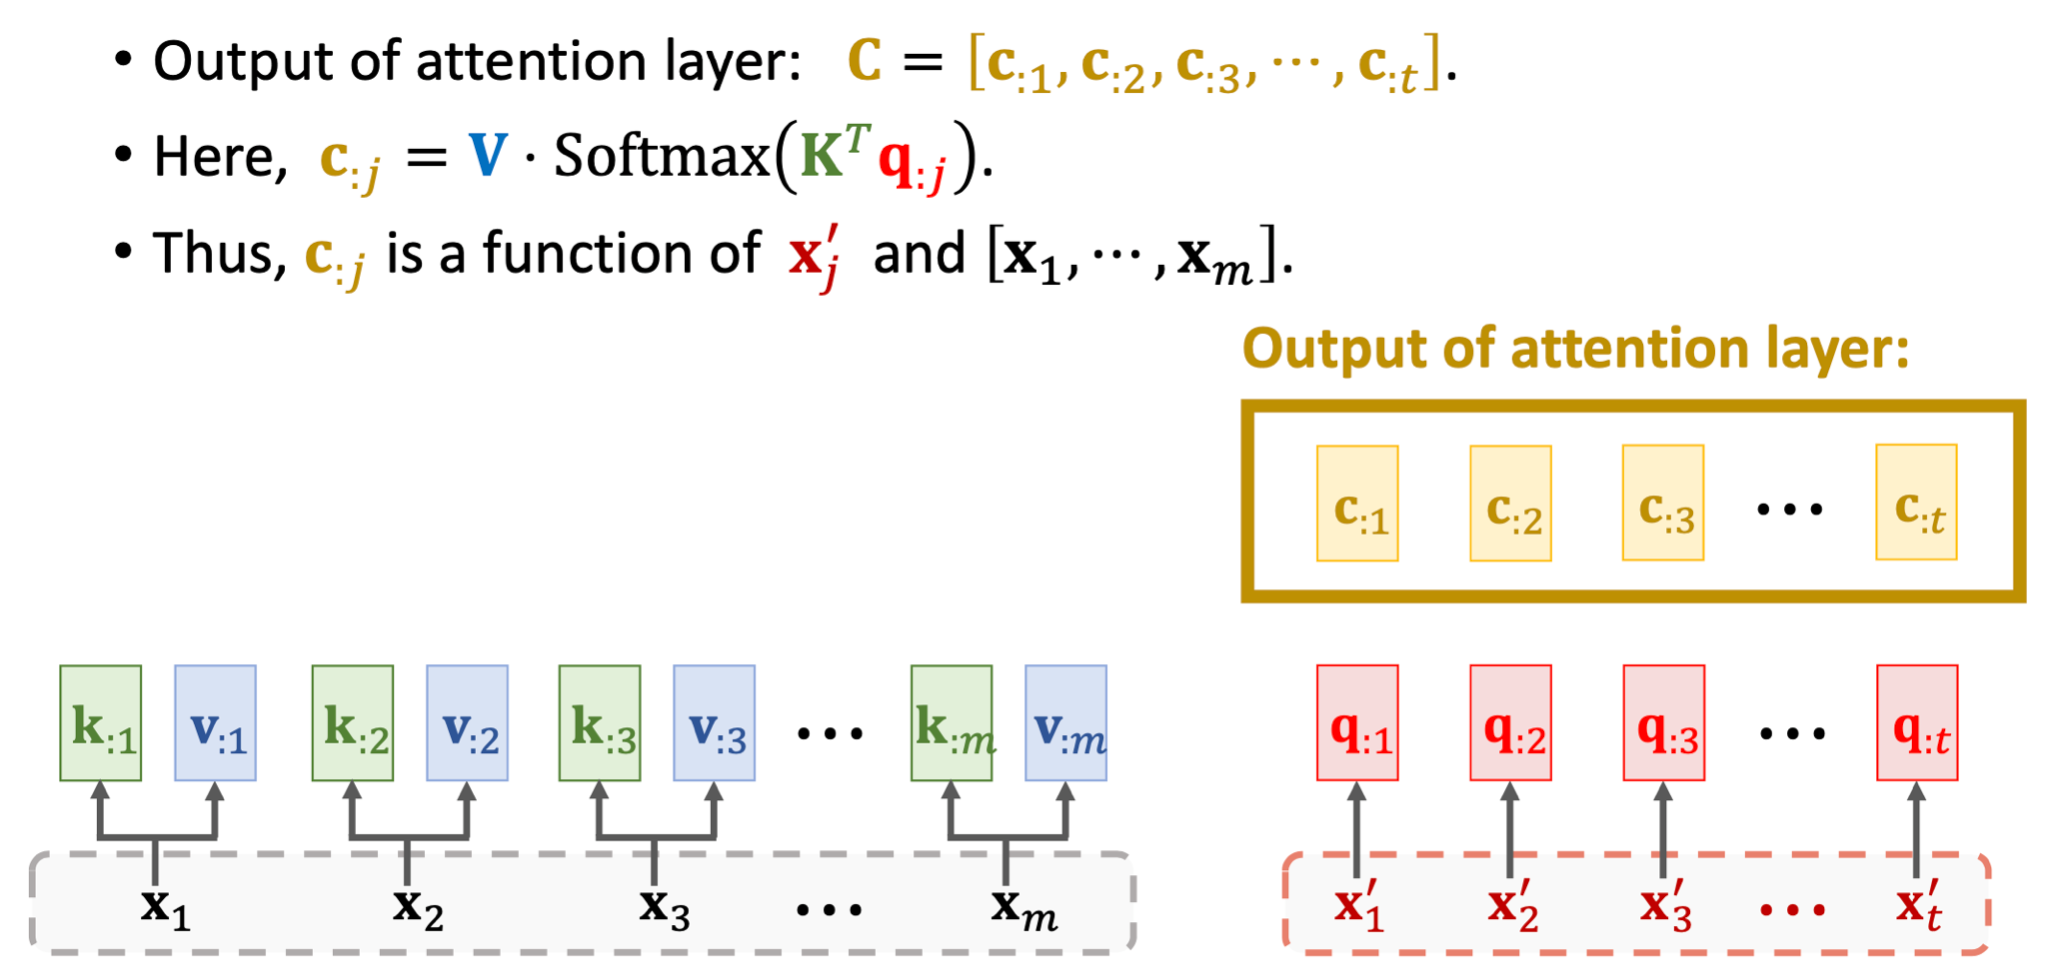 • Output of attention layer: C = [c:1, c:2, c:3, ⋯, c:t].
• Here, c:j = V · Softmax(K^T q:j).
• Thus, c:j is a function of x′j and [x1, ⋯, xm].
Output of attention layer:
c:1 c:2 c:3 ⋯ c:t
k:1 v:1 k:2 v:2 k:3 v:3 ⋯ k:m v:m q:1 q:2 q:3 ⋯ q:t
x1 x2 x3 ⋯ xm x′1 x′2 x′3 ⋯ x′t